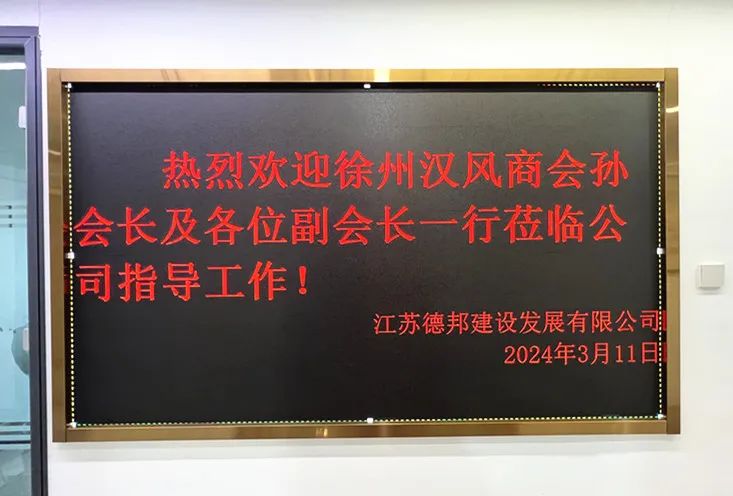 热烈欢迎徐州汉风商会孙
会长及各位副会长一行莅临公
司指导工作！
江苏德邦建设发展有限公司
2024年3月11日